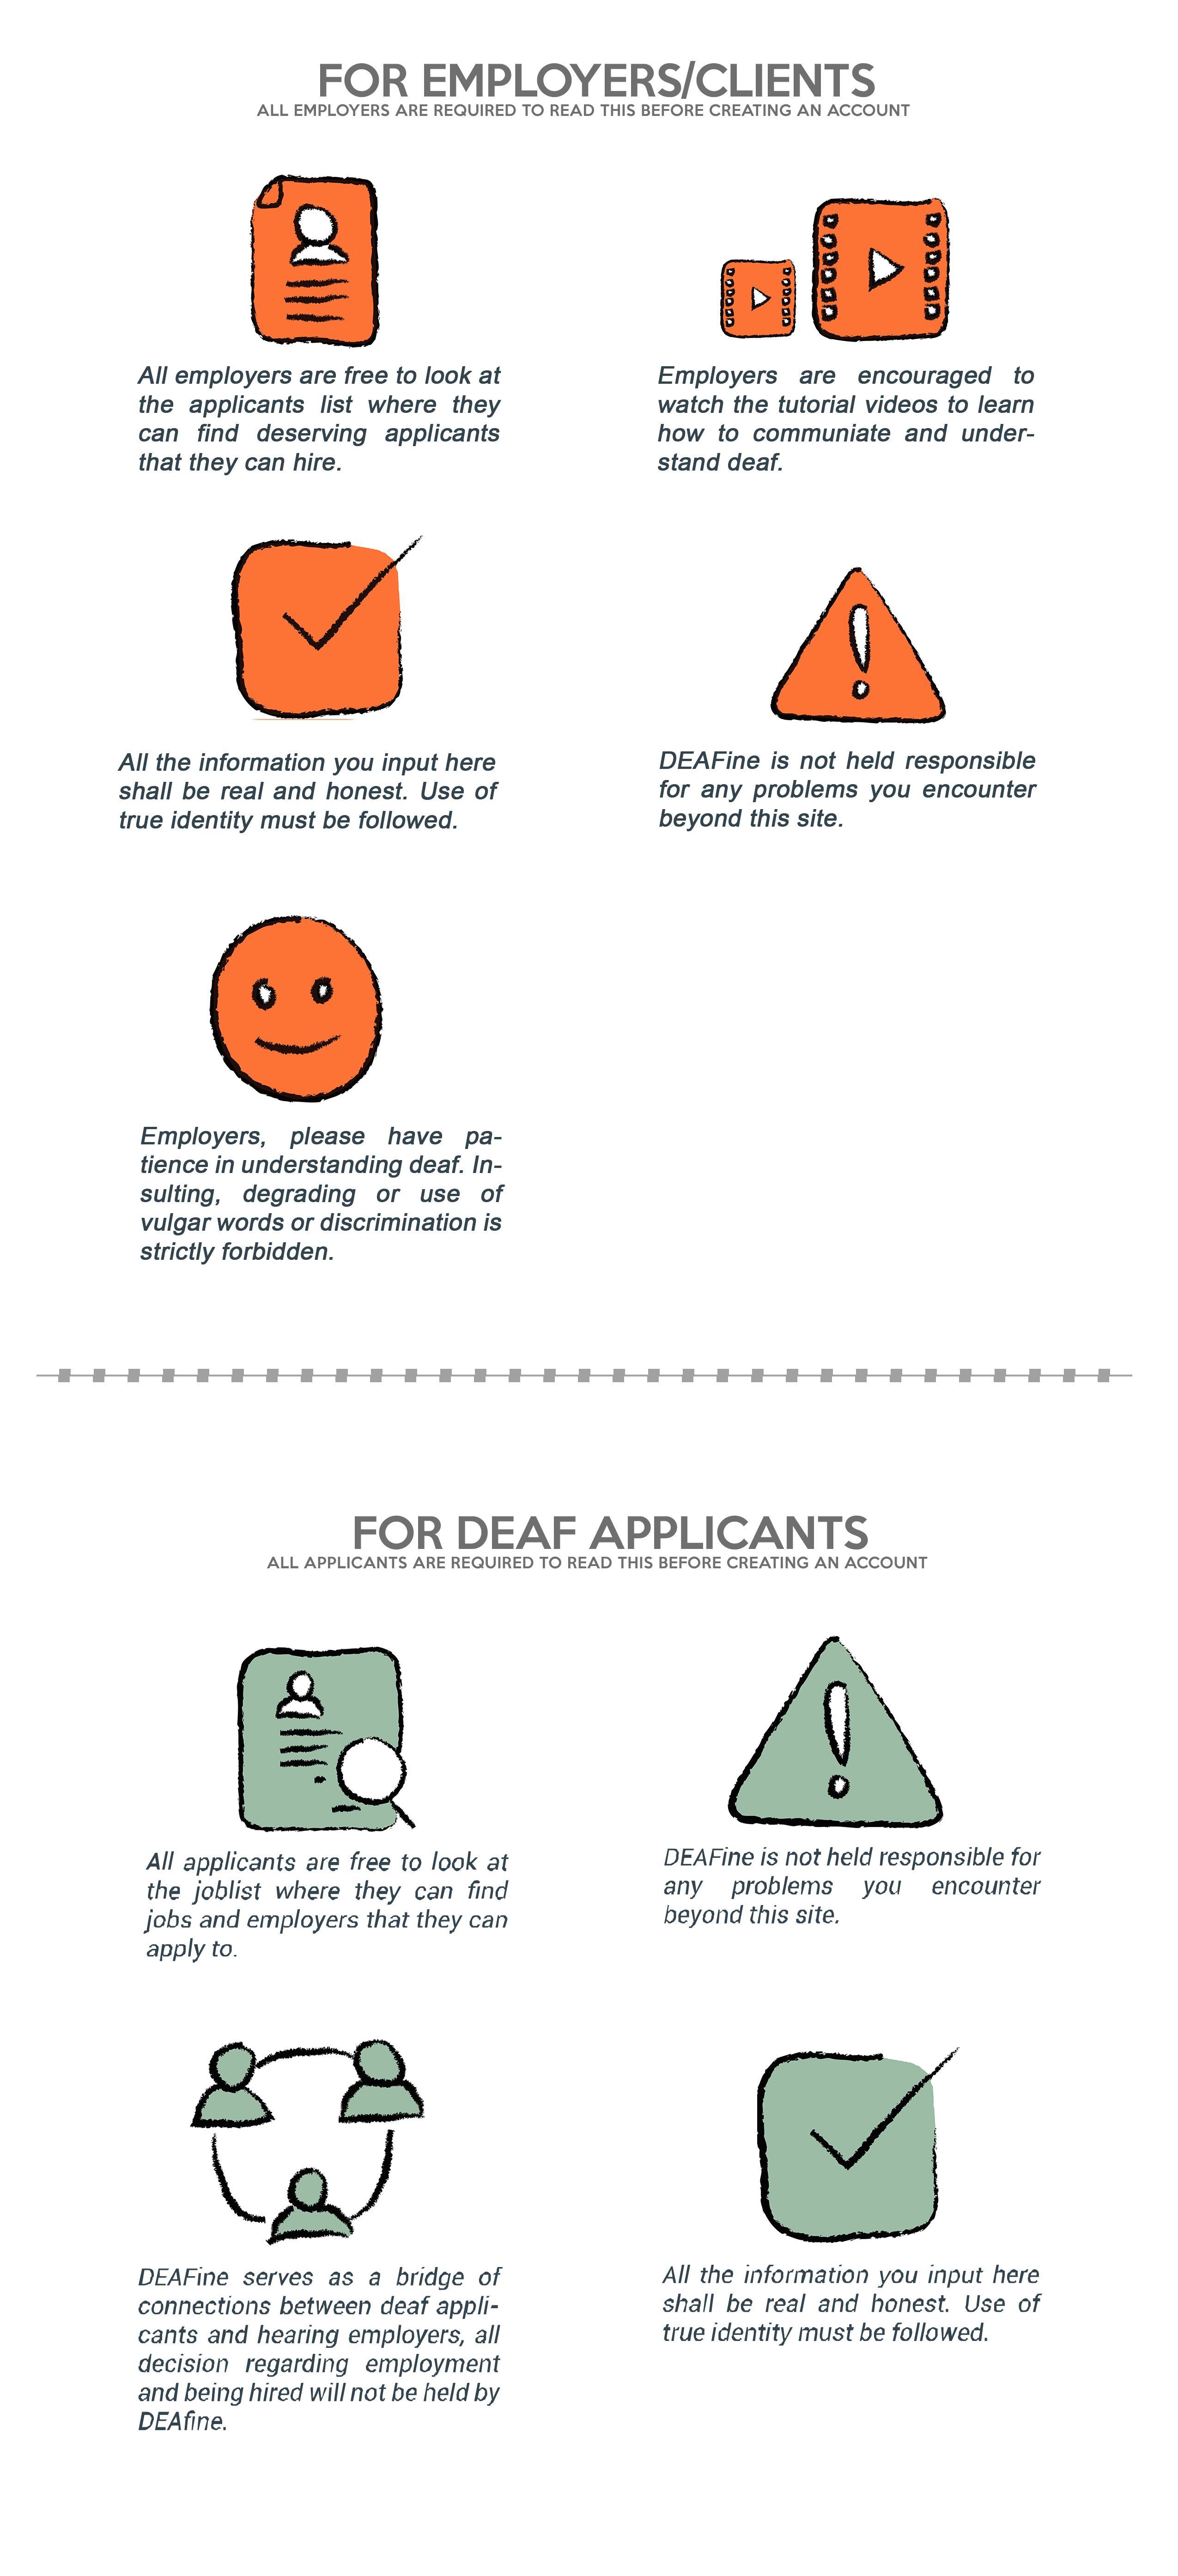 FOR EMPLOYERS/CLIENTS
ALL EMPLOYERS ARE REQUIRED TO READ THIS BEFORE CREATING AN ACCOUNT
All employers are free to look at
the applicants list where they
can find deserving applicants
that they can hire.
Employers are encouraged to
watch the tutorial videos to learn
how to communiate and under-
stand deaf.
All the information you input here
shall be real and honest. Use of
true identity must be followed.
DEAFine is not held responsible
for any problems you encounter
beyond this site.
Employers, please have pa-
tience in understanding deaf. In-
sulting, degrading or use of
vulgar words or discrimination is
strictly forbidden.
FOR DEAF APPLICANTS
ALL APPLICANTS ARE REQUIRED TO READ THIS BEFORE CREATING AN ACCOUNT
All applicants are free to look at
the joblist where they can find
jobs and employers that they can
apply to.
DEAFine is not held responsible for
any problems you encounter
beyond this site.
DEAFine serves as a bridge of
connections between deaf appli-
cants and hearing employers, all
decision regarding employment
and being hired will not be held by
DEAfine.
All the information you input here
shall be real and honest. Use of
true identity must be followed.